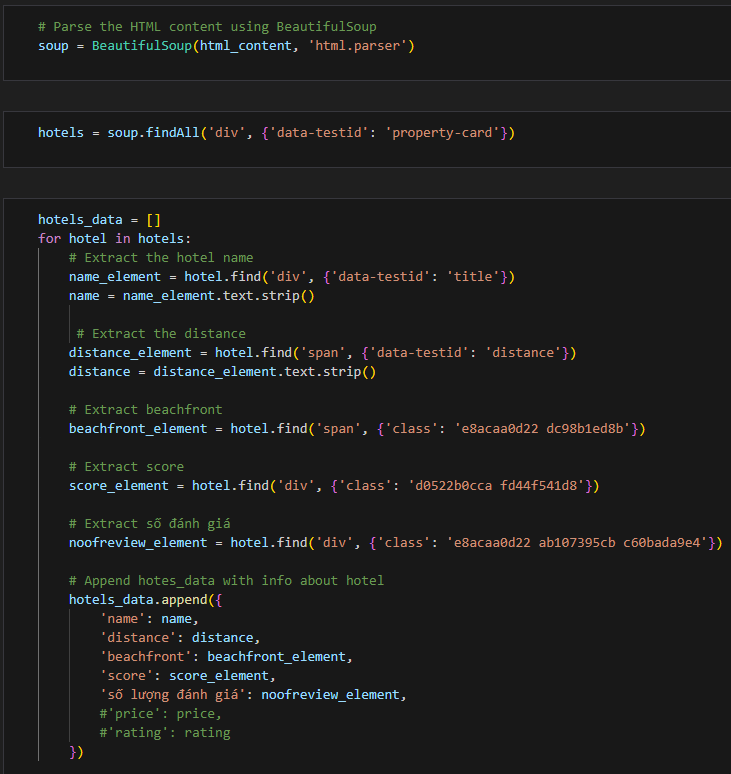 # Parse the HTML content using BeautifulSoup
soup = BeautifulSoup(html_content, 'html.parser')
hotels = soup.findAll('div', {'data-testid': 'property-card'})
hotels_data = []
for hotel in hotels:
    # Extract the hotel name
    name_element = hotel.find('div', {'data-testid': 'title'})
    name = name_element.text.strip()
     # Extract the distance
    distance_element = hotel.find('span', {'data-testid': 'distance'})
    distance = distance_element.text.strip()
    # Extract beachfront
    beachfront_element = hotel.find('span', {'class': 'e8acaa0d22 dc98b1ed8b'})
    # Extract score
    score_element = hotel.find('div', {'class': 'd0522b0cca fd44f541d8'})
    # Extract số đánh giá
    noofreview_element = hotel.find('div', {'class': 'e8acaa0d22 ab107395cb c60bada9e4'})
    # Append hotes_data with info about hotel
    hotels_data.append({
        'name': name,
        'distance': distance,
        'beachfront': beachfront_element,
        'score': score_element,
        'số lượng đánh giá': noofreview_element,
        #'price': price,
        #'rating': rating
    })